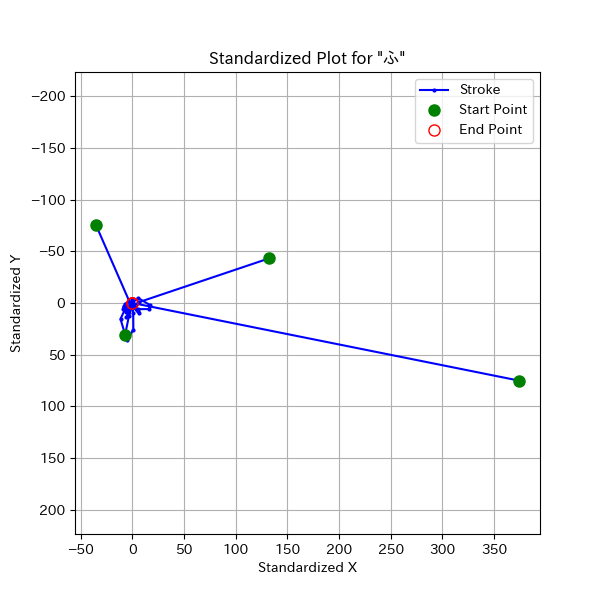 Standardized Plot for "ふ"
Stroke
Start Point
End Point
−200
−150
−100
−50
0
50
100
150
200
Standardized Y
−50 0 50 100 150 200 250 300 350
Standardized X